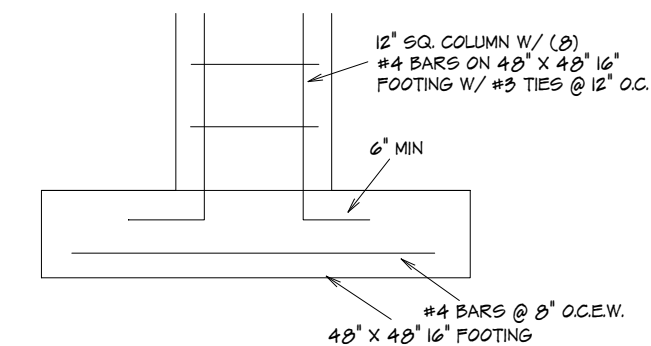 12" SQ. COLUMN W/ (8)
#4 BARS ON 48" X 48" 16"
FOOTING W/ #3 TIES @ 12" O.C.
6" MIN
#4 BARS @ 8" O.C.E.W.
48" X 48" 16" FOOTING